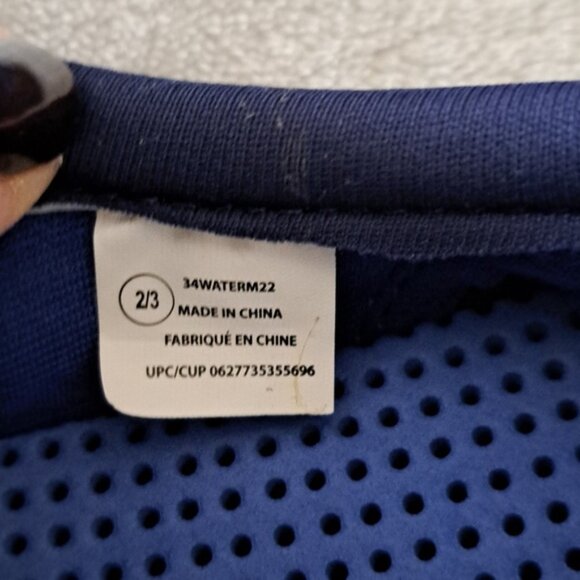 2/3
34WATERM22
MADE IN CHINA
FABRIQUÉ EN CHINE
UPC/CUP 0627735355696